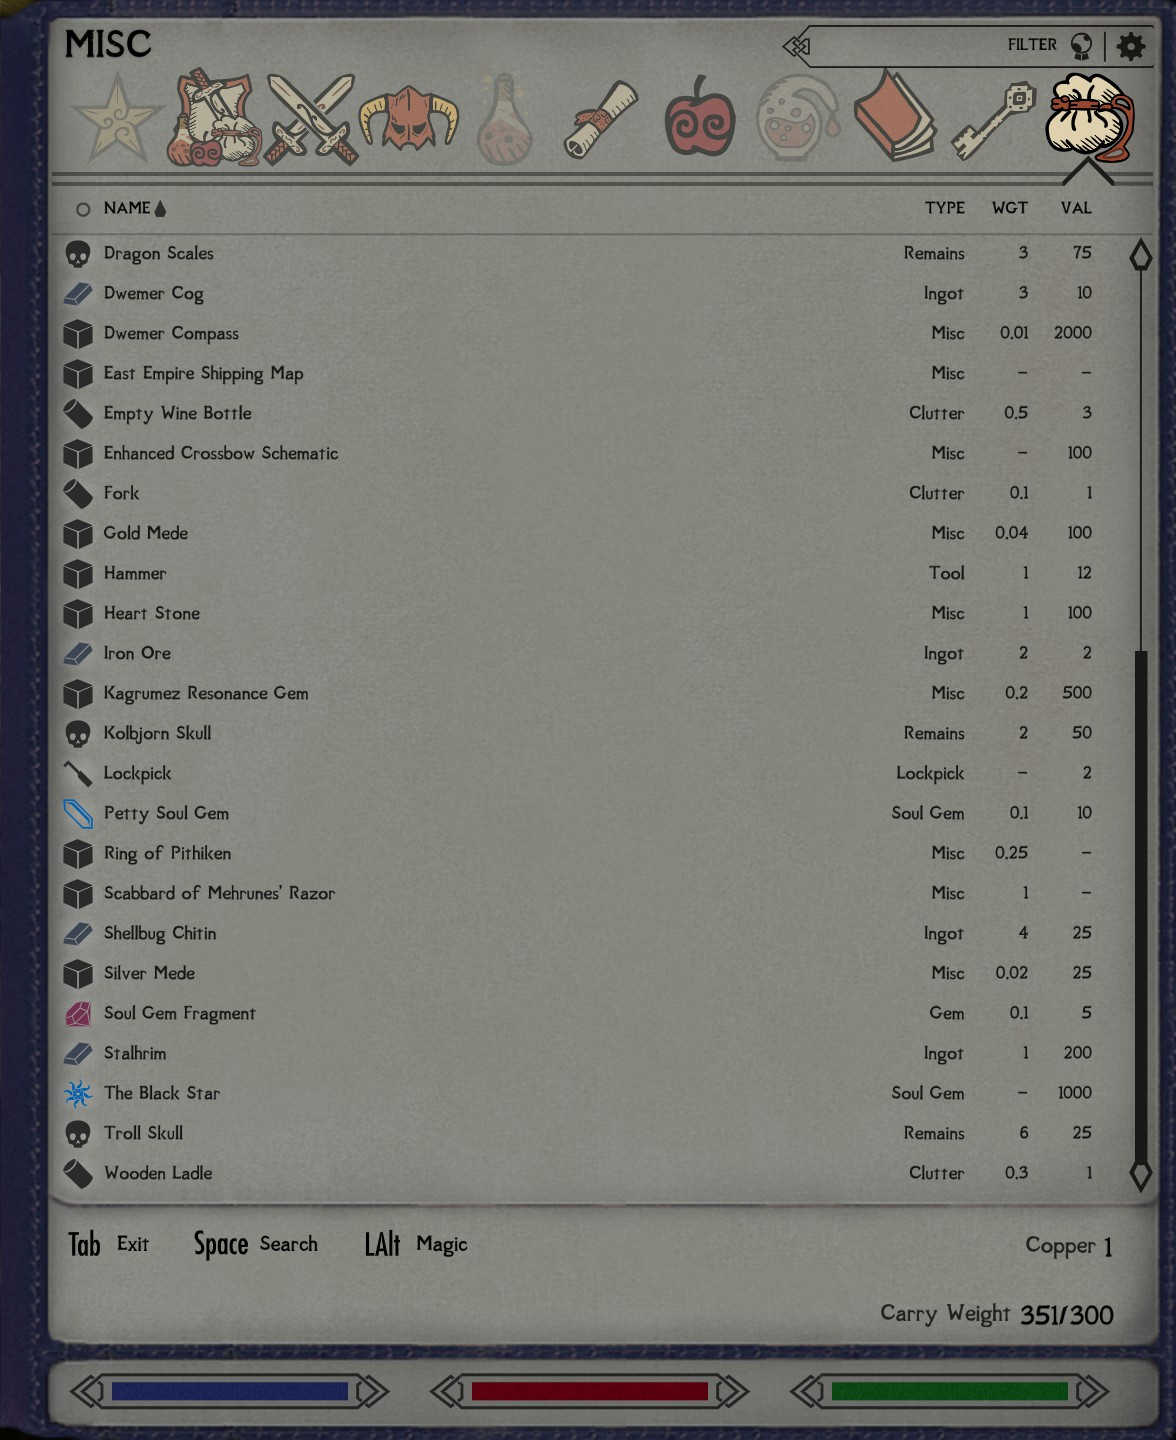 MISC
FILTER
NAME TYPE WGT VAL
Dragon Scales Remains 3 75
Dwemer Cog Ingot 3 10
Dwemer Compass Misc 0.01 2000
East Empire Shipping Map Misc – –
Empty Wine Bottle Clutter 0.5 3
Enhanced Crossbow Schematic Misc – 100
Fork Clutter 0.1 1
Gold Mede Misc 0.04 100
Hammer Tool 1 12
Heart Stone Misc 1 100
Iron Ore Ingot 2 2
Kagrumez Resonance Gem Misc 0.2 500
Kolbjorn Skull Remains 2 50
Lockpick Lockpick – 2
Petty Soul Gem Soul Gem 0.1 10
Ring of Pithiken Misc 0.25 –
Scabbard of Mehrunes' Razor Misc 1 –
Shellbug Chitin Ingot 4 25
Silver Mede Misc 0.02 25
Soul Gem Fragment Gem 0.1 5
Stalhrim Ingot 1 200
The Black Star Soul Gem – 1000
Troll Skull Remains 6 25
Wooden Ladle Clutter 0.3 1
Tab Exit Space Search LAlt Magic Copper 1
Carry Weight 351/300